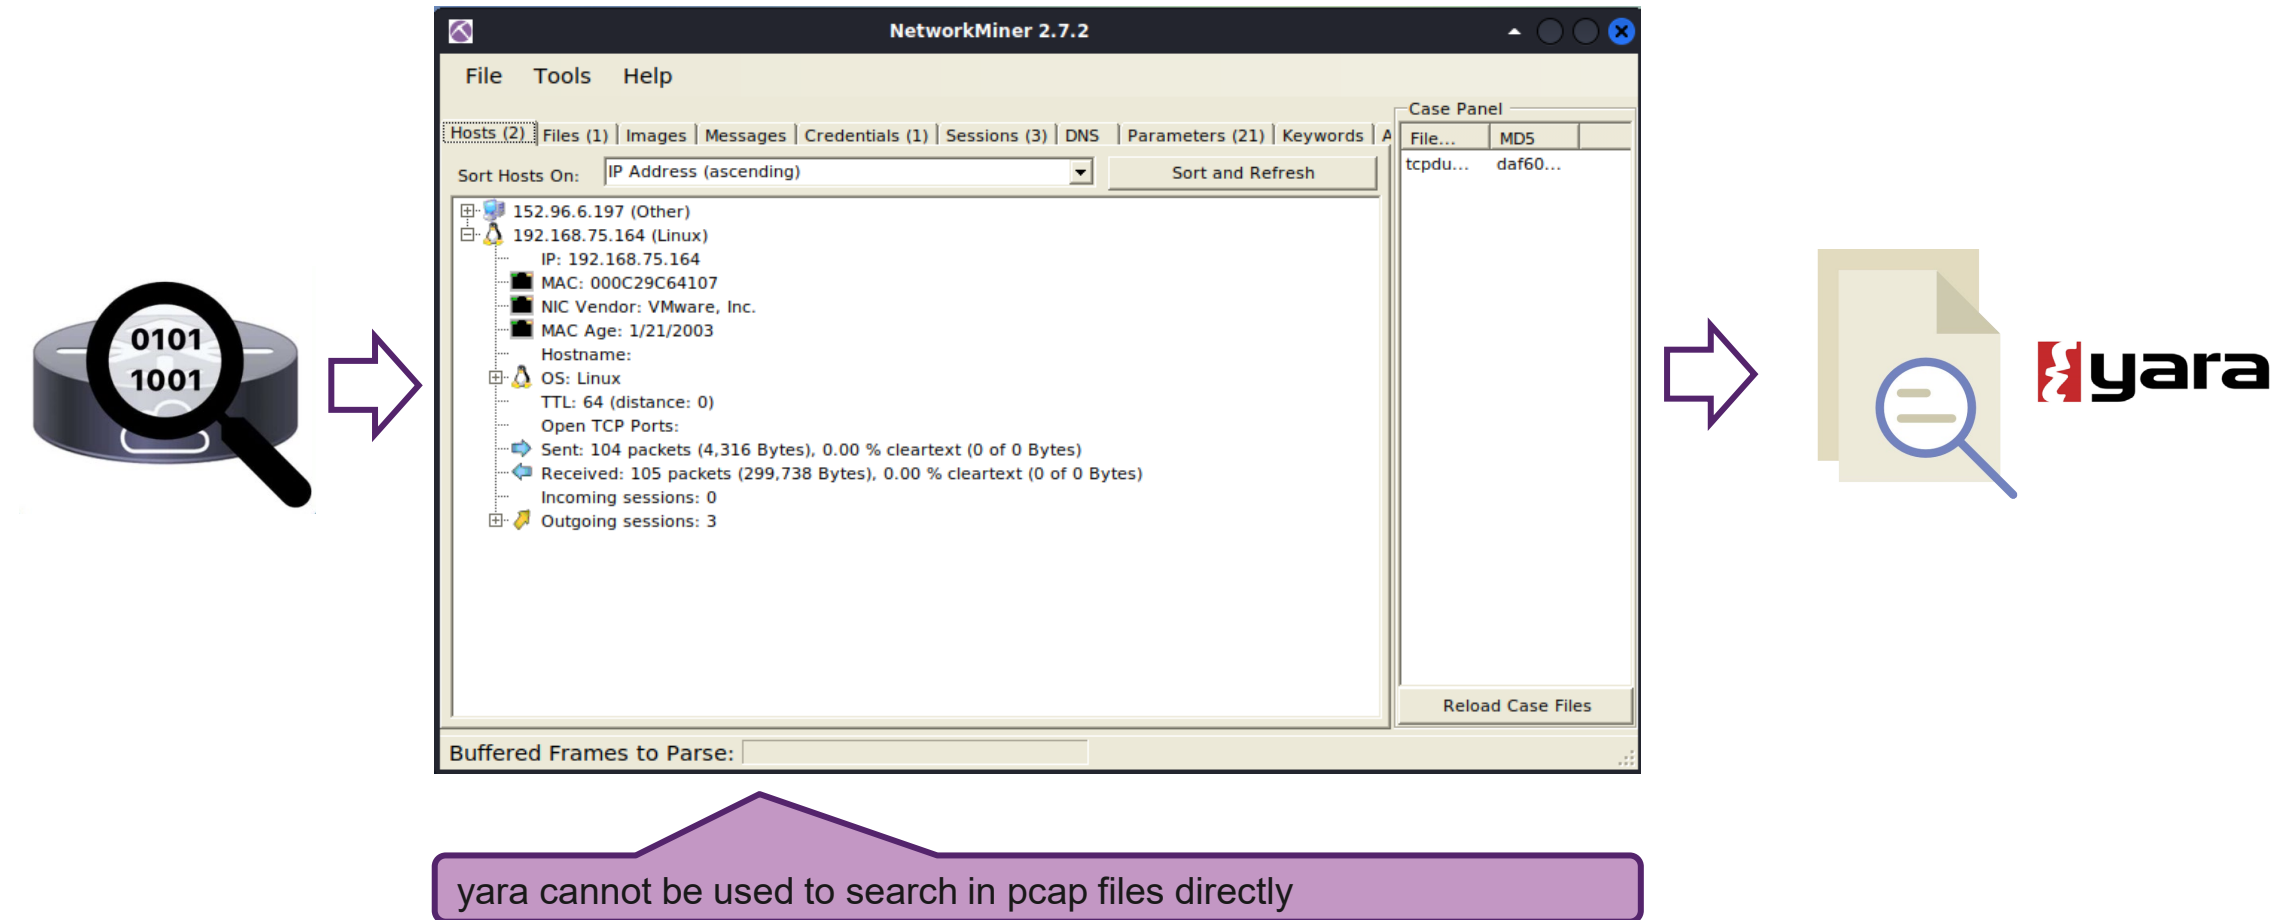 0101
1001
NetworkMiner 2.7.2
File Tools Help
Hosts (2) Files (1) Images Messages Credentials (1) Sessions (3) DNS Parameters (21) Keywords A
Sort Hosts On: IP Address (ascending) Sort and Refresh
152.96.6.197 (Other)
192.168.75.164 (Linux)
IP: 192.168.75.164
MAC: 000C29C64107
NIC Vendor: VMware, Inc.
MAC Age: 1/21/2003
Hostname:
OS: Linux
TTL: 64 (distance: 0)
Open TCP Ports:
Sent: 104 packets (4,316 Bytes), 0.00 % cleartext (0 of 0 Bytes)
Received: 105 packets (299,738 Bytes), 0.00 % cleartext (0 of 0 Bytes)
Incoming sessions: 0
Outgoing sessions: 3
Case Panel
File... MD5
tcpdu... daf60...
Reload Case Files
Buffered Frames to Parse:
yara
yara cannot be used to search in pcap files directly